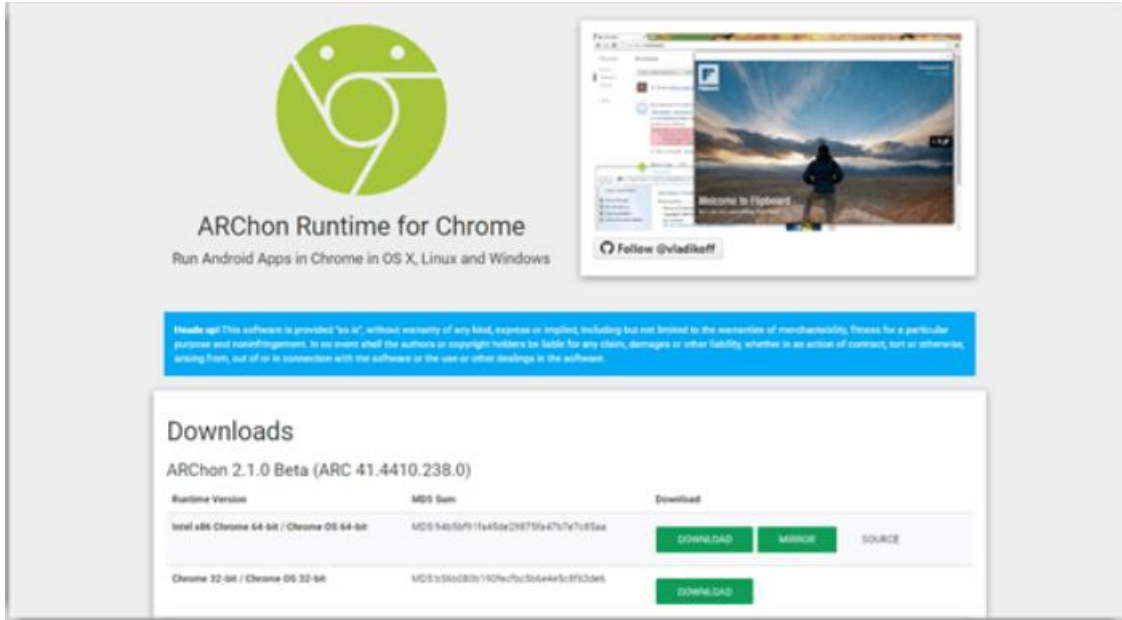 ARChon Runtime for Chrome
Run Android Apps in Chrome in OS X, Linux and Windows
Welcome to Flipboard
Follow @vladikoff
Heads up! This software is provided "as is", without warranty of any kind, express or implied, including but not limited to the warranties of merchantability, fitness for a particular
purpose and noninfringement. In no event shall the authors or copyright holders be liable for any claim, damages or other liability, whether in an action of contract, tort or otherwise,
arising from, out of or in connection with the software or the use or other dealings in the software.
Downloads
ARChon 2.1.0 Beta (ARC 41.4410.238.0)
Runtime Version MD5 Sum Download
Intel x86 Chrome 64-bit / Chrome OS 64-bit
DOWNLOAD MIRROR SOURCE
Chrome 32-bit / Chrome OS 32-bit
DOWNLOAD